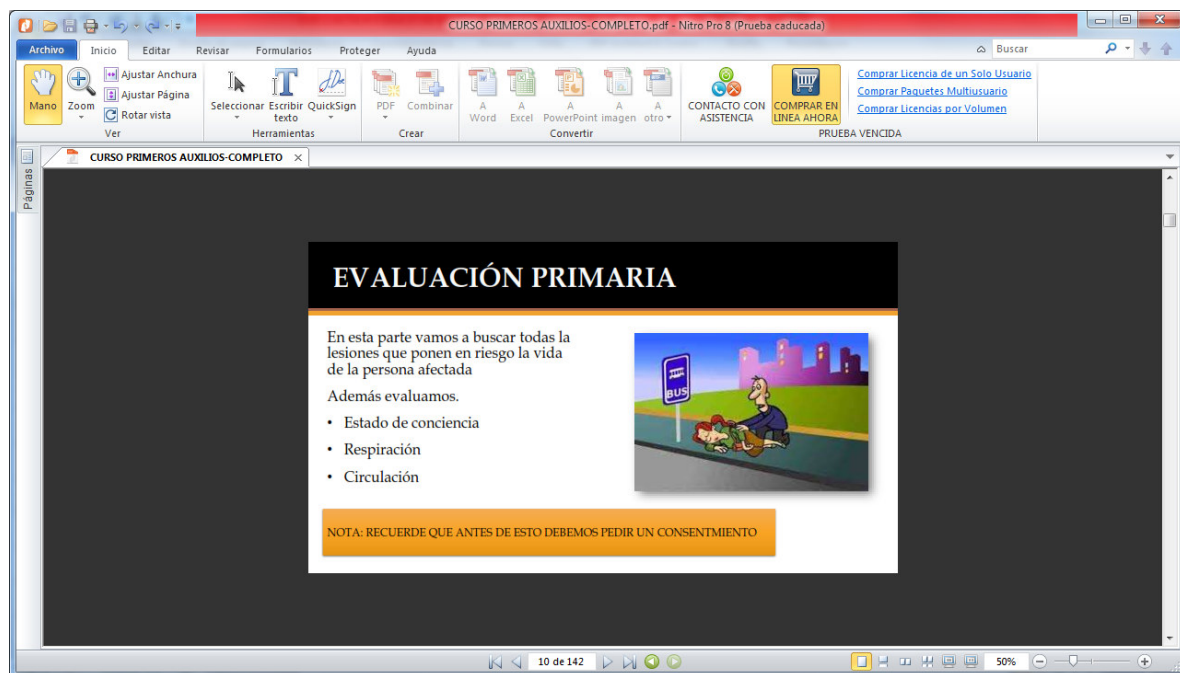 CURSO PRIMEROS AUXILIOS-COMPLETO.pdf - Nitro Pro 8 (Prueba caducada)
Archivo Inicio Editar Revisar Formularios Proteger Ayuda Buscar
Mano
Zoom
Ajustar Anchura
Ajustar Página
Rotar vista
Ver
Seleccionar
Escribir texto
QuickSign
Herramientas
PDF
Combinar
Crear
A Word
A Excel
A PowerPoint
A imagen
A otro
Convertir
CONTACTO CON ASISTENCIA
COMPRAR EN LINEA AHORA
Comprar Licencia de un Solo Usuario
Comprar Paquetes Multiusuario
Comprar Licencias por Volumen
PRUEBA VENCIDA
CURSO PRIMEROS AUXILIOS-COMPLETO
Páginas
EVALUACIÓN PRIMARIA
En esta parte vamos a buscar todas la
lesiones que ponen en riesgo la vida
de la persona afectada
Además evaluamos.
• Estado de conciencia
• Respiración
• Circulación
BUS
NOTA: RECUERDE QUE ANTES DE ESTO DEBEMOS PEDIR UN CONSENTMIENTO
10 de 142
50%